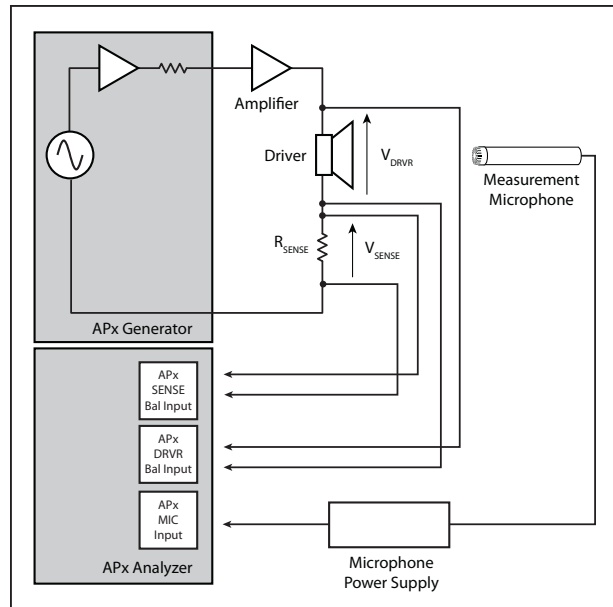 Amplifier
Driver
V_DRVR
Measurement
Microphone
R_SENSE
V_SENSE
APx Generator
APx
SENSE
Bal Input
APx
DRVR
Bal Input
APx
MIC
Input
APx Analyzer
Microphone
Power Supply